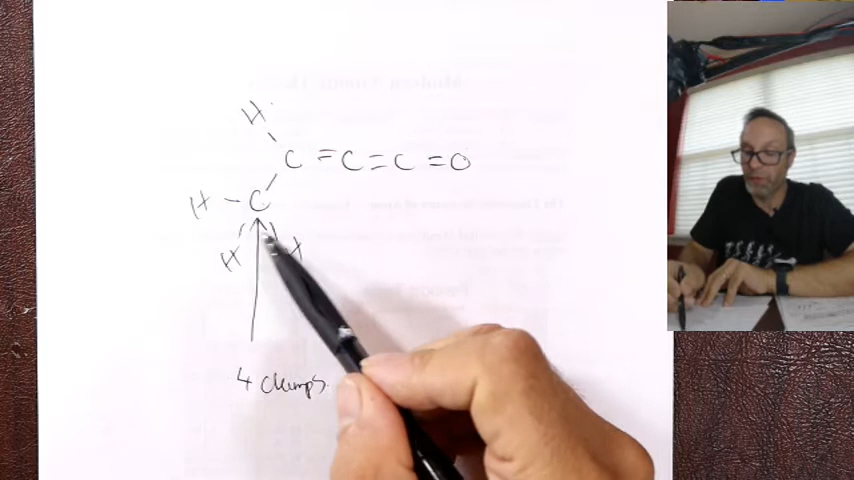 H
C = C = C = O
H - C
H H
4 clumps